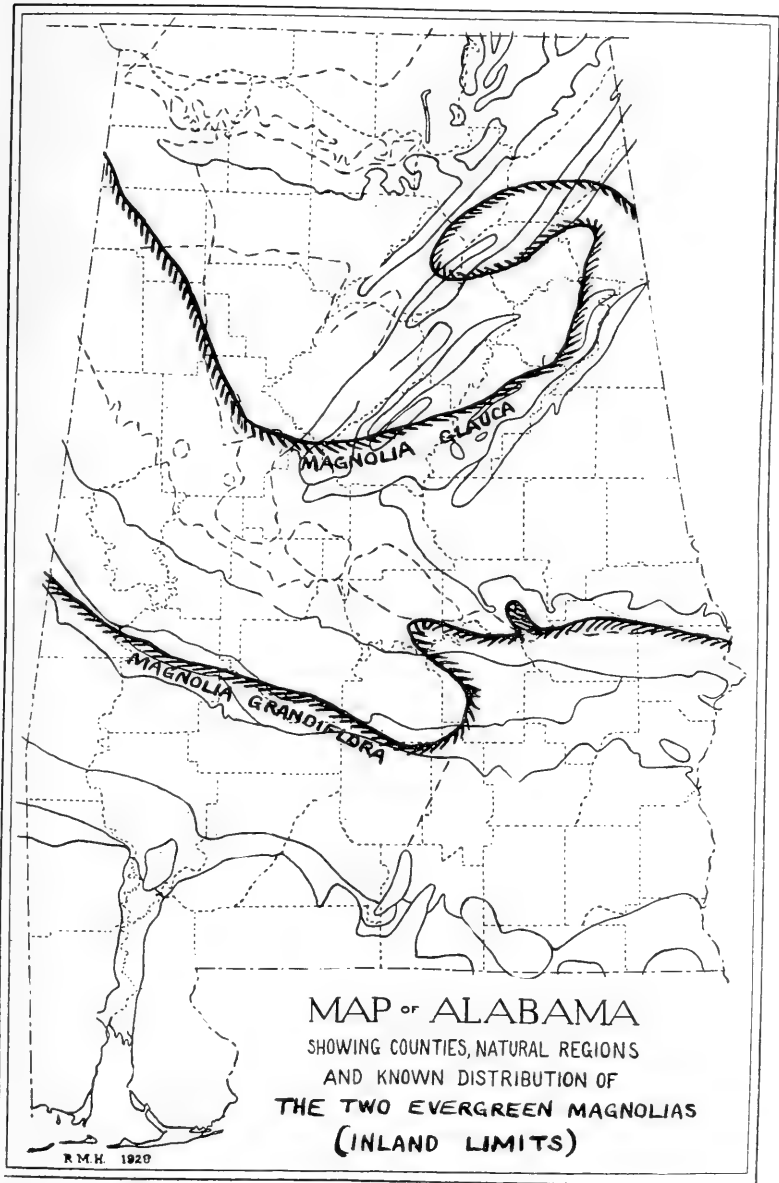 MAGNOLIA GLAUCA
MAGNOLIA GRANDIFLORA
MAP OF ALABAMA
SHOWING COUNTIES, NATURAL REGIONS
AND KNOWN DISTRIBUTION OF
THE TWO EVERGREEN MAGNOLIAS
(INLAND LIMITS)
R.M.H. 1928